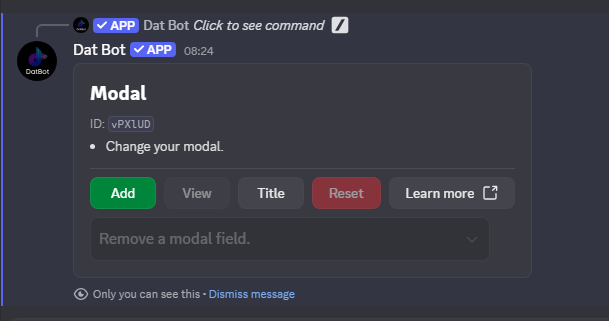 APP Dat Bot Click to see command
Dat Bot APP 08:24
DatBot
Modal
ID: vPXlUD
• Change your modal.
Add View Title Reset Learn more
Remove a modal field.
Only you can see this • Dismiss message